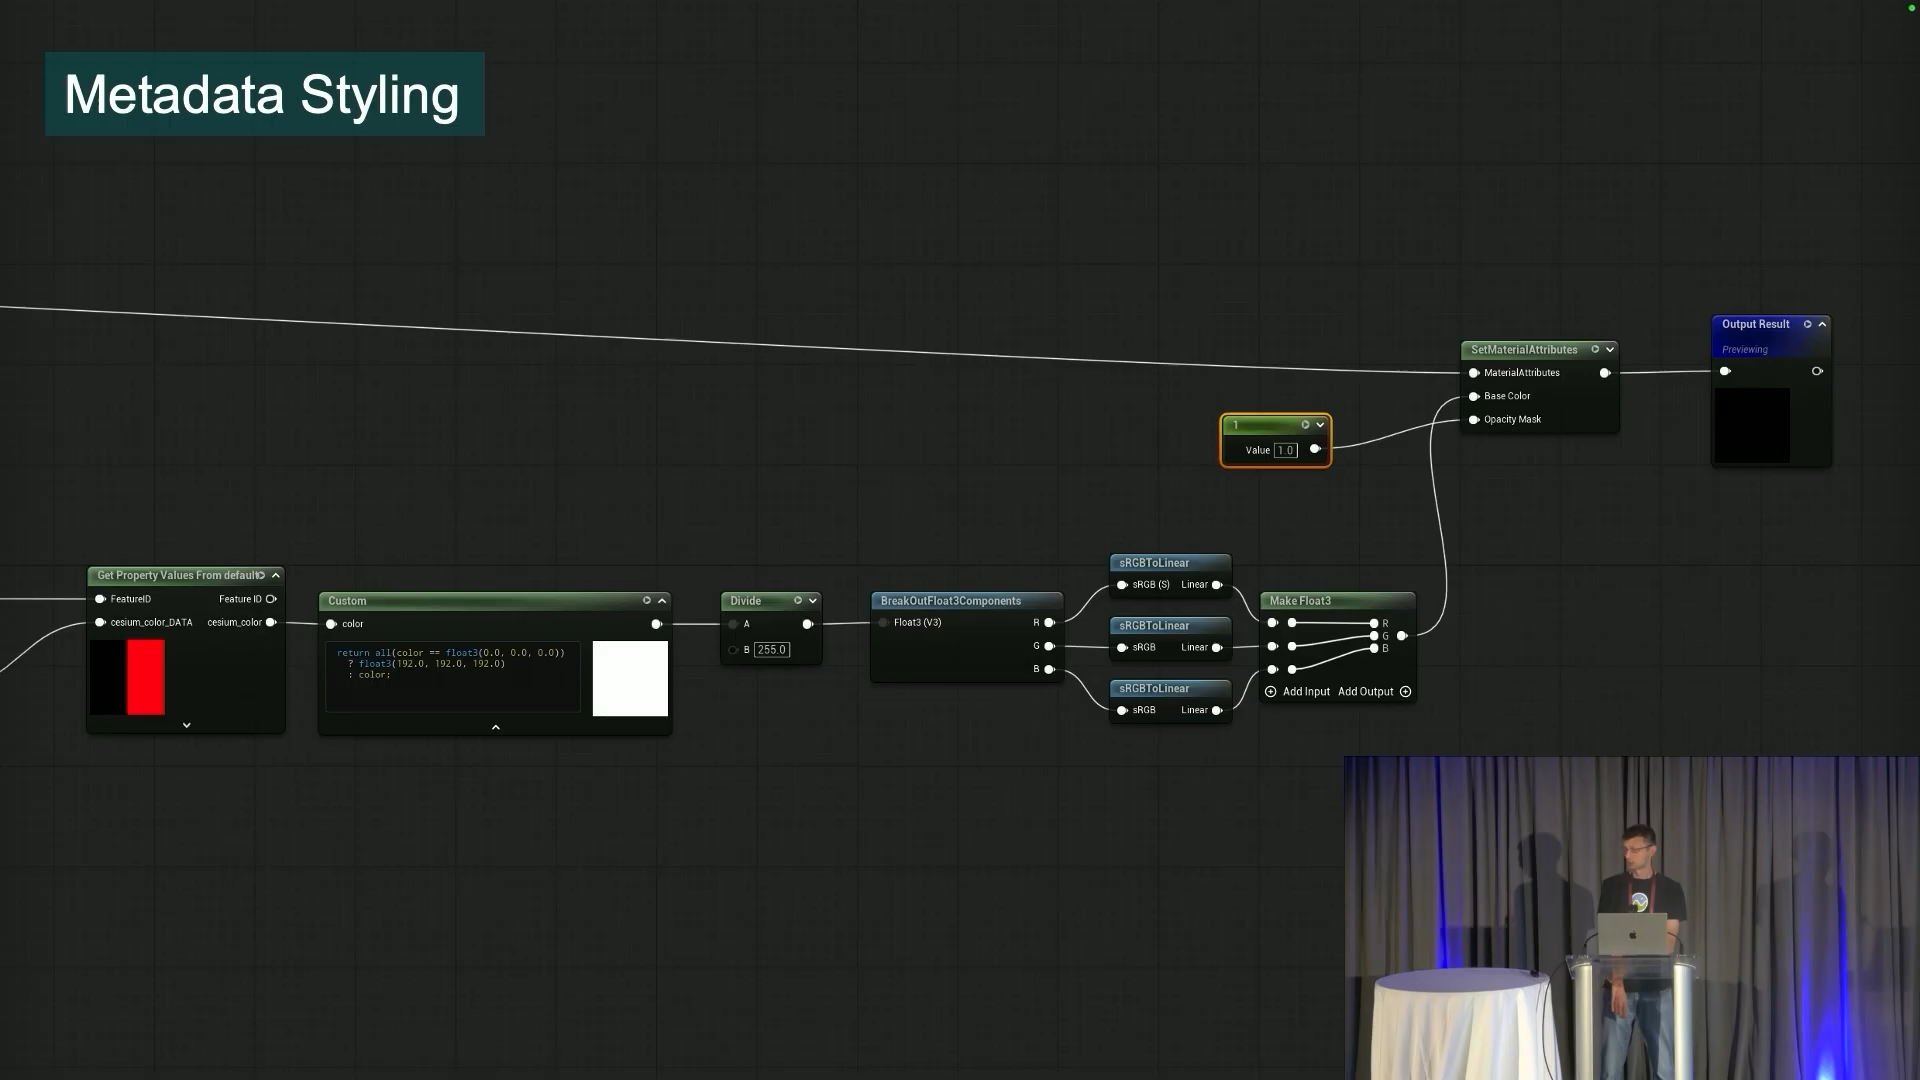 Metadata Styling
Output Result
Previewing
SetMaterialAttributes
MaterialAttributes
Base Color
Opacity Mask
1
Value 1.0
Get Property Values From default
FeatureID Feature ID
cesium_color_DATA cesium_color
Custom
color
return all(color == float3(0.0, 0.0, 0.0))
? float3(192.0, 192.0, 192.0)
: color;
Divide
A
B 255.0
BreakOutFloat3Components
Float3 (V3) R
G
B
sRGBToLinear
sRGB (S) Linear
sRGBToLinear
sRGB Linear
sRGBToLinear
sRGB Linear
Make Float3
R
G
B
Add Input Add Output